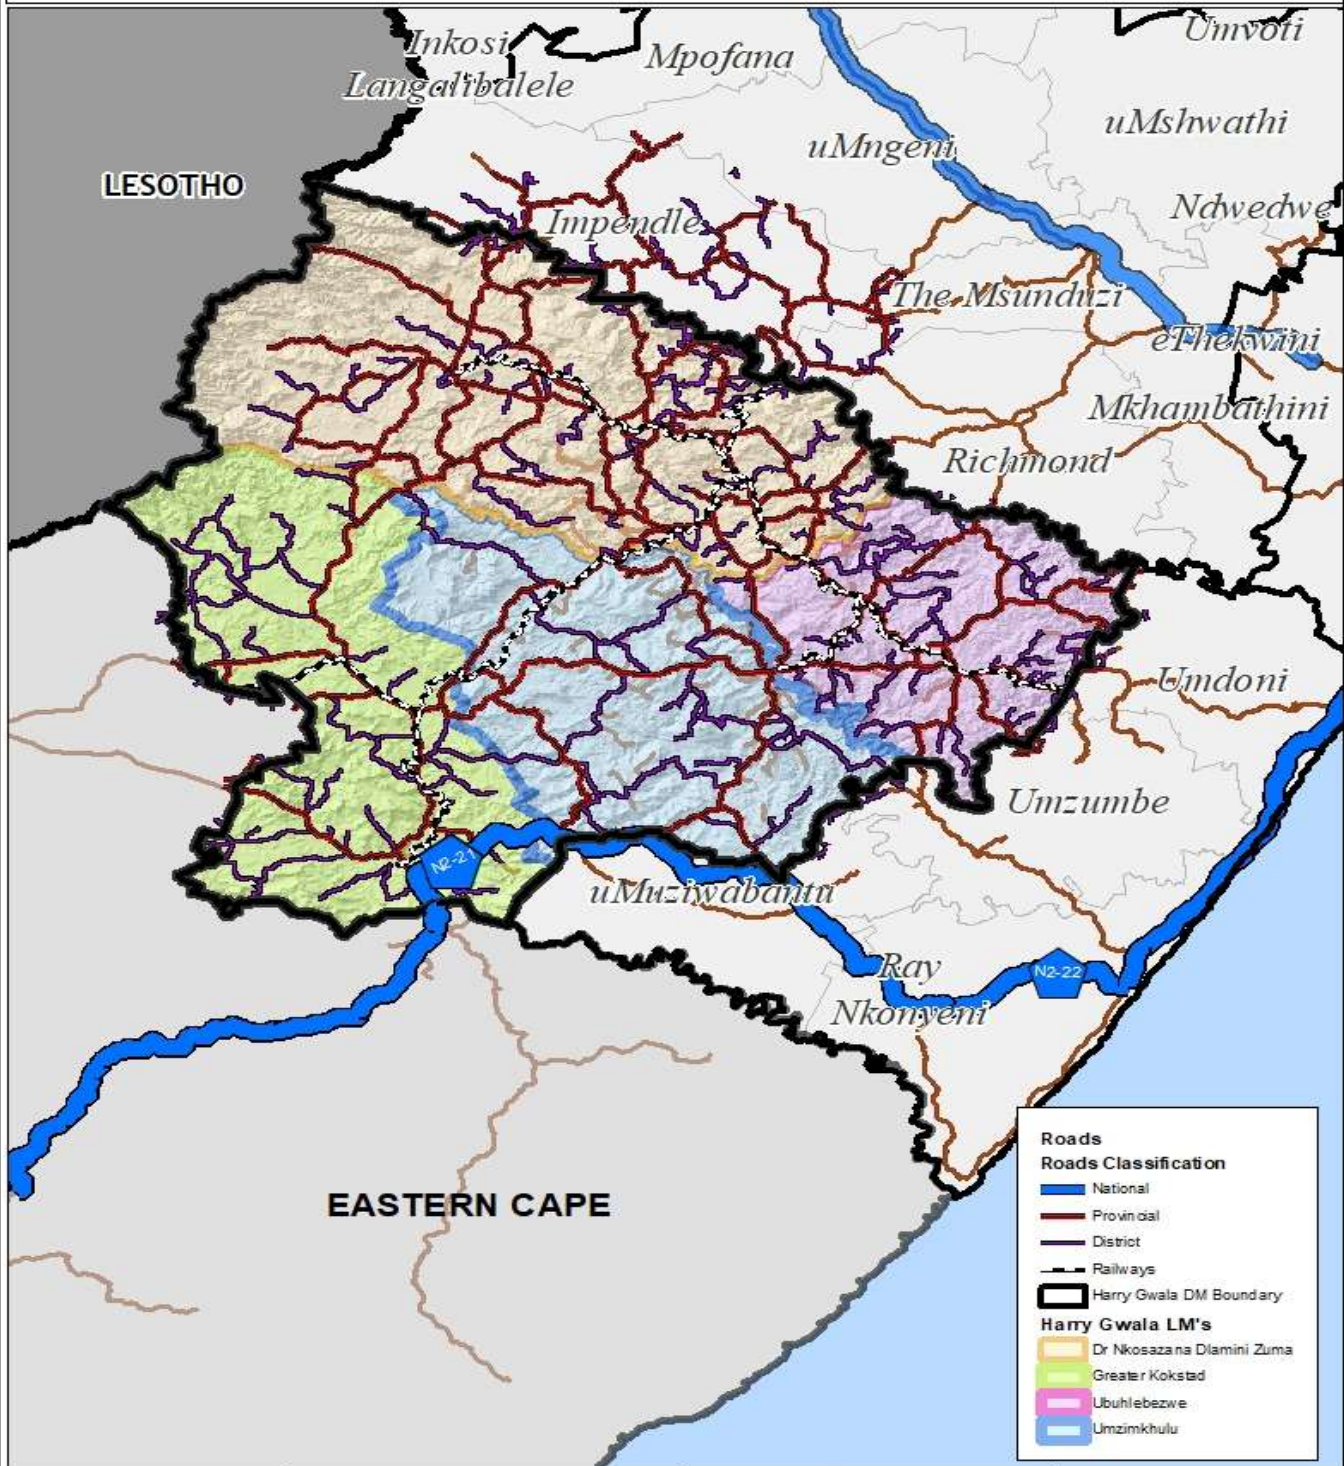 Inkosi
Langalibalele
Mpofana
Umvoti
uMngeni
uMshwathi
LESOTHO
Impendle
Ndwedwe
The Msunduzi
eThekwini
Mkhambathini
Richmond
Umdoni
Umzumbe
N2-21
uMuziwabantu
Ray
Nkonyeni
N2-22
EASTERN CAPE
Roads
Roads Classification
National
Provincial
District
Railways
Harry Gwala DM Boundary
Harry Gwala LM's
Dr Nkosazana Dlamini Zuma
Greater Kokstad
Ubuhlebezwe
Umzimkhulu